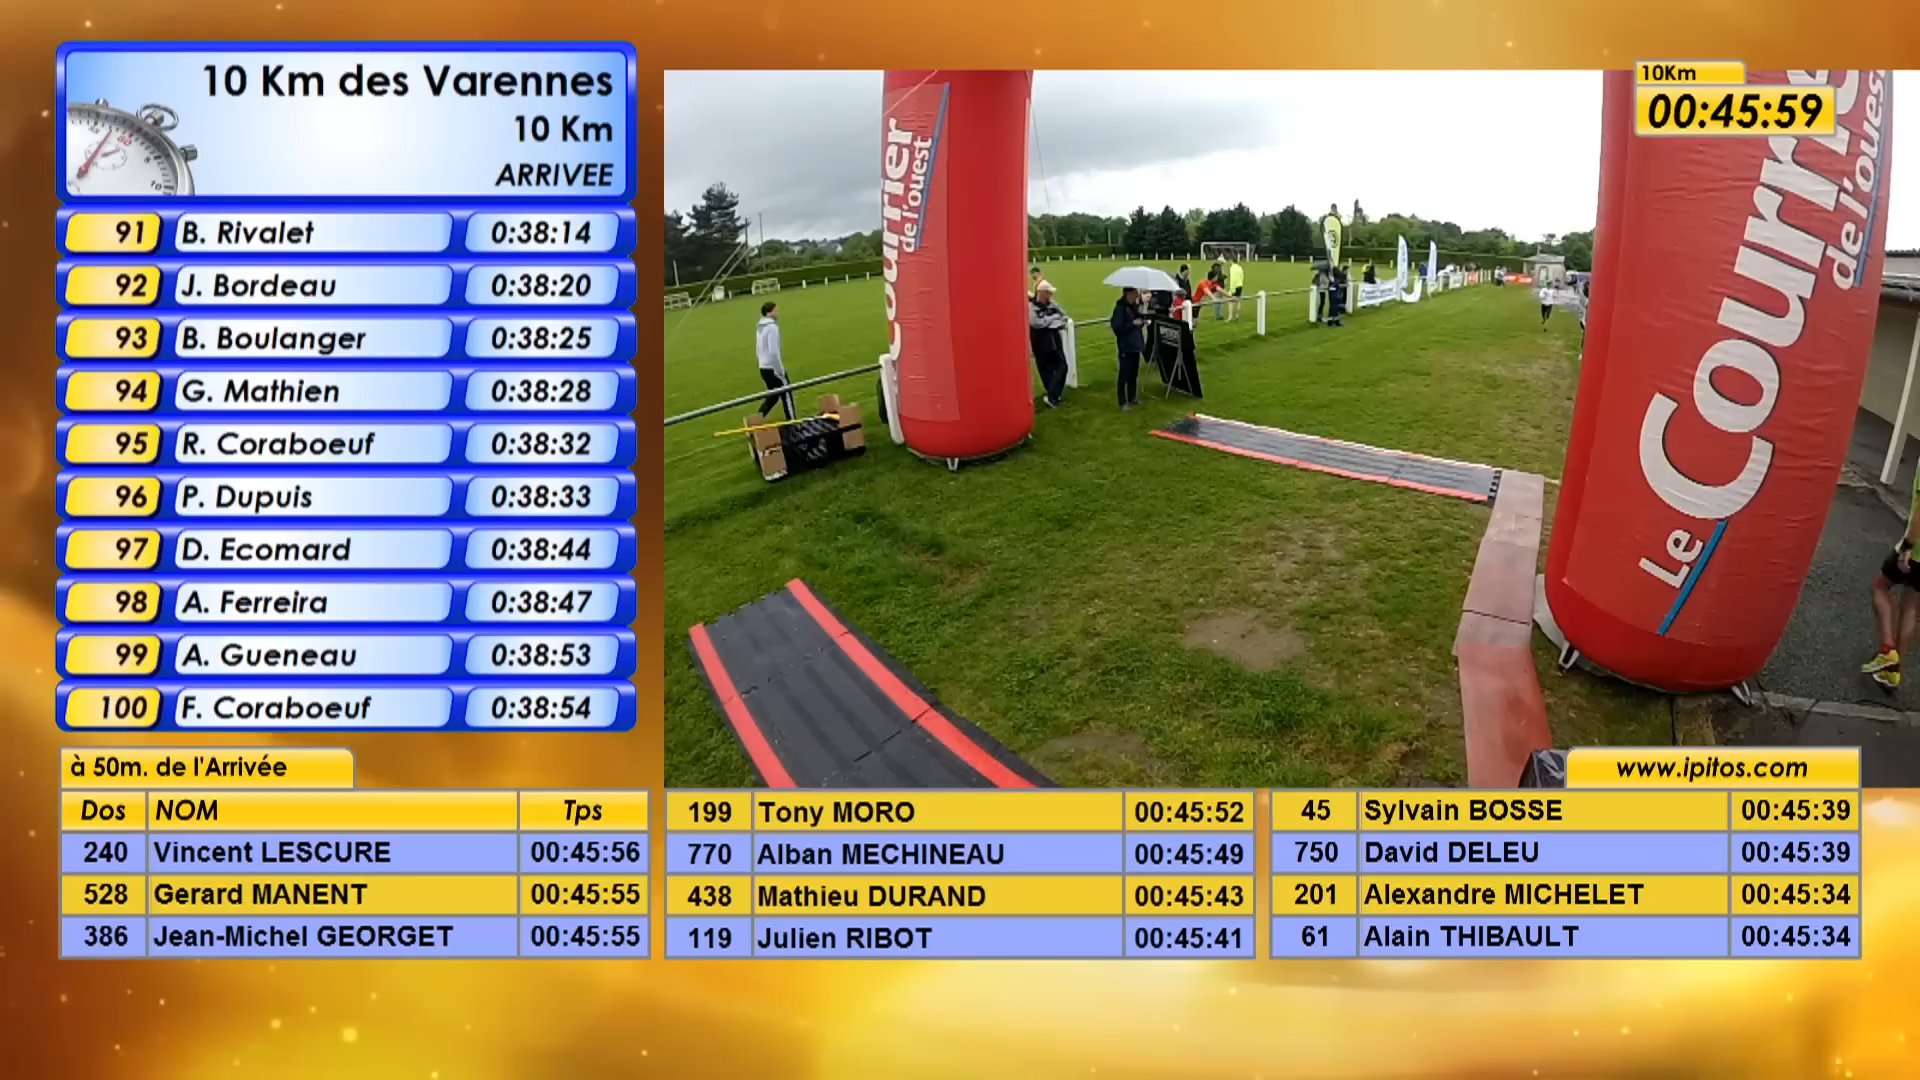 10 Km des Varennes
10 Km
ARRIVEE
91 B. Rivalet 0:38:14
92 J. Bordeau 0:38:20
93 B. Boulanger 0:38:25
94 G. Mathien 0:38:28
95 R. Coraboeuf 0:38:32
96 P. Dupuis 0:38:33
97 D. Ecomard 0:38:44
98 A. Ferreira 0:38:47
99 A. Gueneau 0:38:53
100 F. Coraboeuf 0:38:54
10Km
00:45:59
Courrier
de l'ouest
Le Courrie
de l'ouest
www.ipitos.com
à 50m. de l'Arrivée
Dos NOM Tps
240 Vincent LESCURE 00:45:56
528 Gerard MANENT 00:45:55
386 Jean-Michel GEORGET 00:45:55
199 Tony MORO 00:45:52
770 Alban MECHINEAU 00:45:49
438 Mathieu DURAND 00:45:43
119 Julien RIBOT 00:45:41
45 Sylvain BOSSE 00:45:39
750 David DELEU 00:45:39
201 Alexandre MICHELET 00:45:34
61 Alain THIBAULT 00:45:34